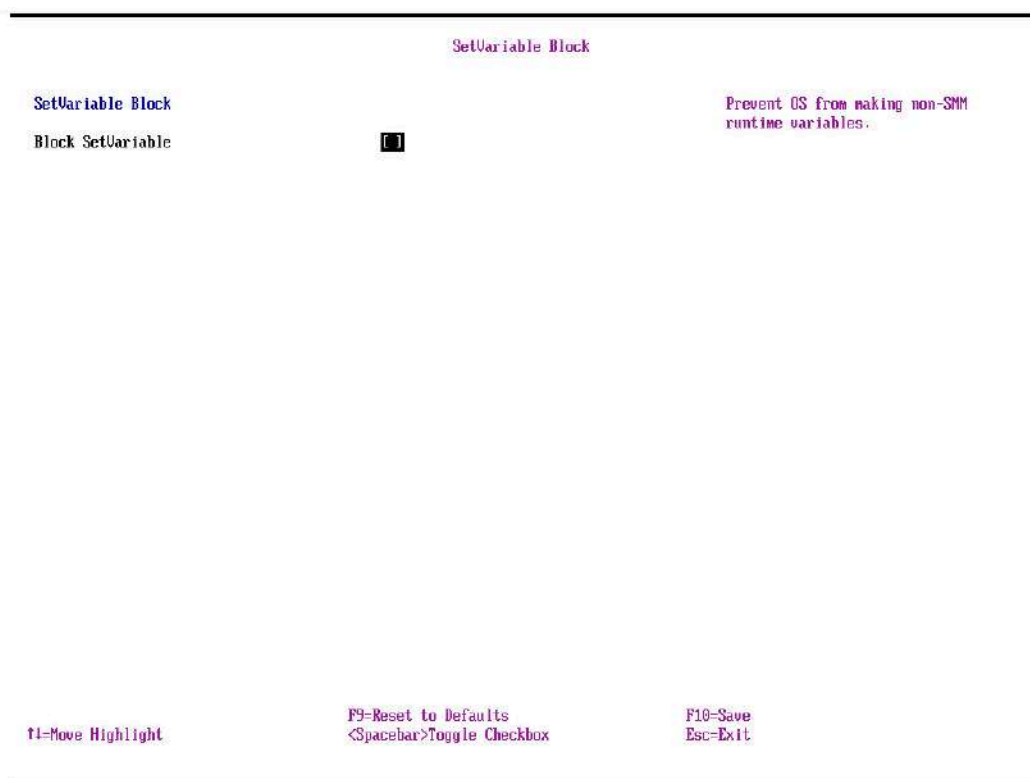 SetVariable Block
SetVariable Block
Prevent OS from making non-SMM
runtime variables.
Block SetVariable [ ]
F9=Reset to Defaults F10=Save
↑↓=Move Highlight <Spacebar>Toggle Checkbox Esc=Exit